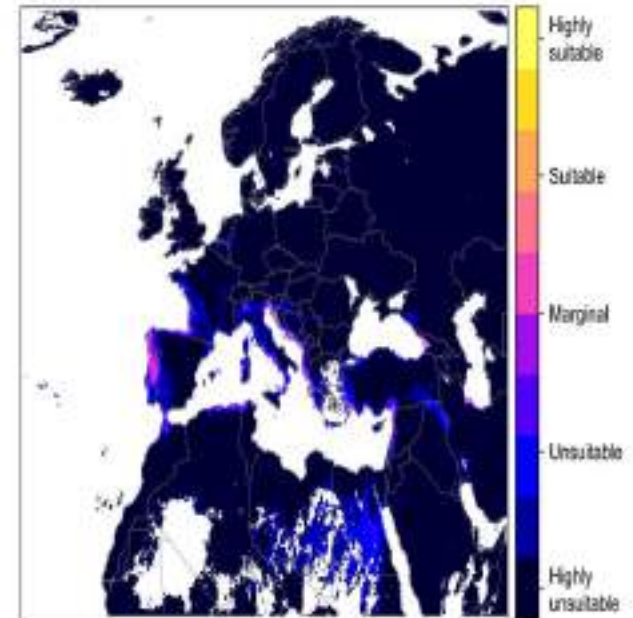 Highly
suitable
Suitable
Marginal
Unsuitable
Highly
unsuitable